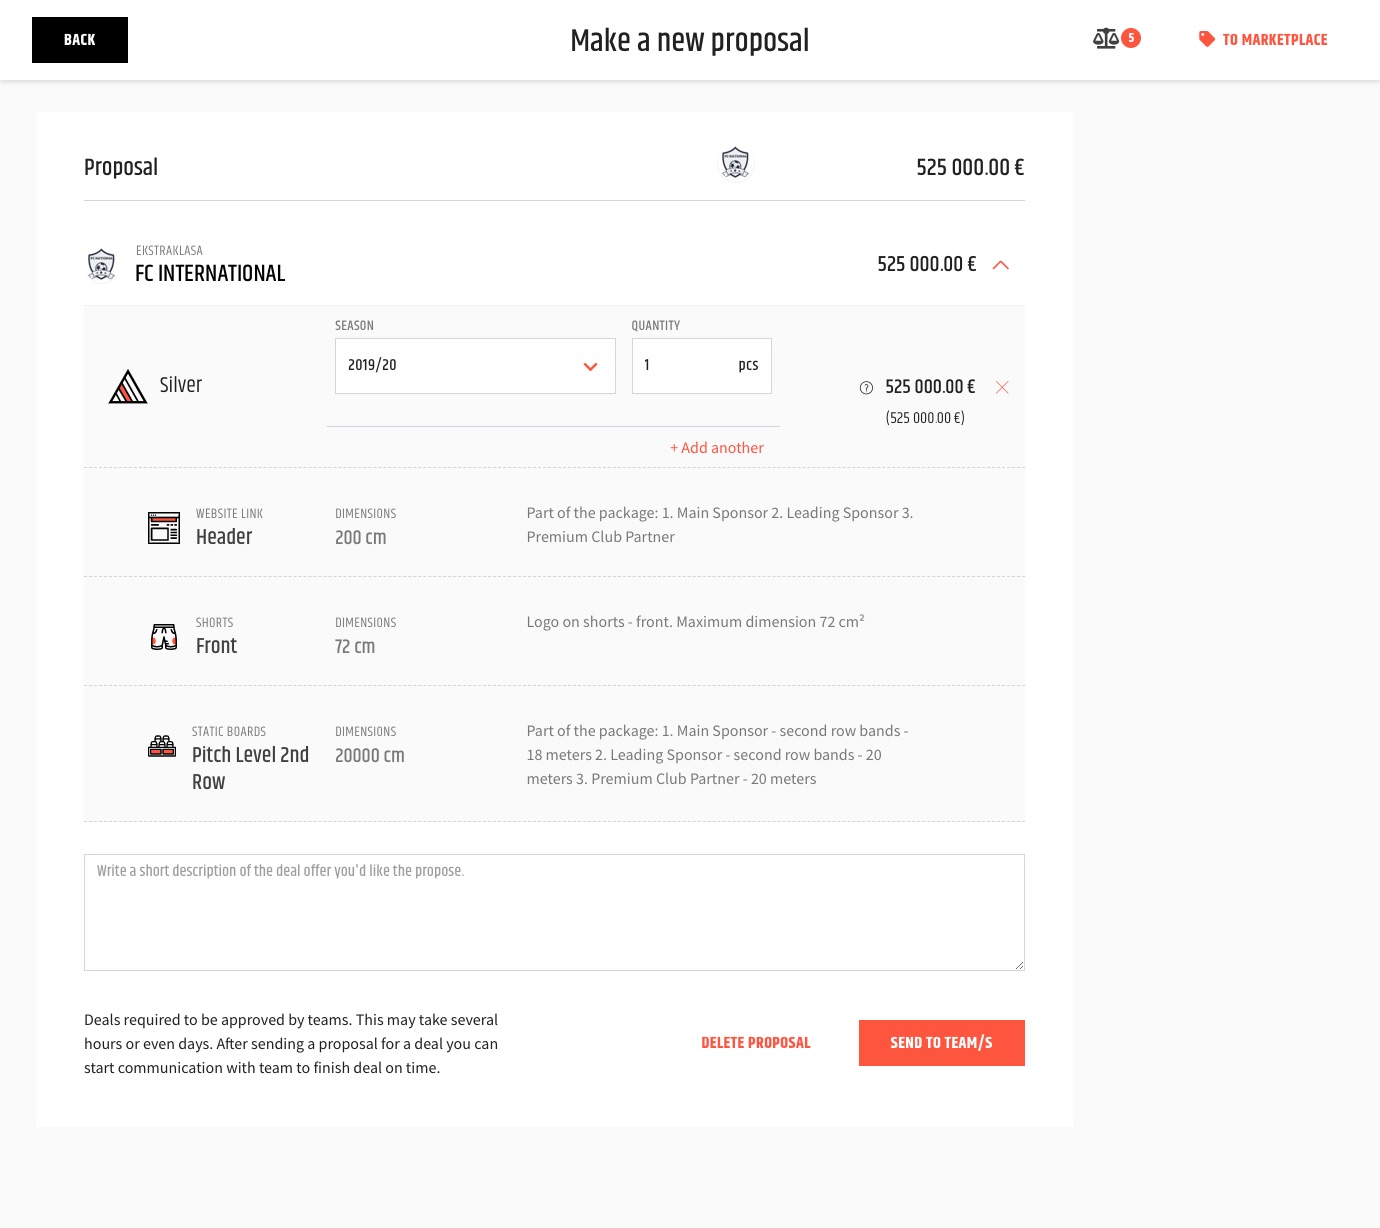 BACK
Make a new proposal
5
TO MARKETPLACE
Proposal
525 000.00 €
EKSTRAKLASA
FC INTERNATIONAL
525 000.00 €
SEASON
QUANTITY
2019/20
1 pcs
Silver
525 000.00 €
(525 000.00 €)
+ Add another
WEBSITE LINK
Header
DIMENSIONS
200 cm
Part of the package: 1. Main Sponsor 2. Leading Sponsor 3.
Premium Club Partner
SHORTS
Front
DIMENSIONS
72 cm
Logo on shorts - front. Maximum dimension 72 cm²
STATIC BOARDS
Pitch Level 2nd
Row
DIMENSIONS
20000 cm
Part of the package: 1. Main Sponsor - second row bands -
18 meters 2. Leading Sponsor - second row bands - 20
meters 3. Premium Club Partner - 20 meters
Write a short description of the deal offer you'd like the propose.
Deals required to be approved by teams. This may take several
hours or even days. After sending a proposal for a deal you can
start communication with team to finish deal on time.
DELETE PROPOSAL
SEND TO TEAM/S